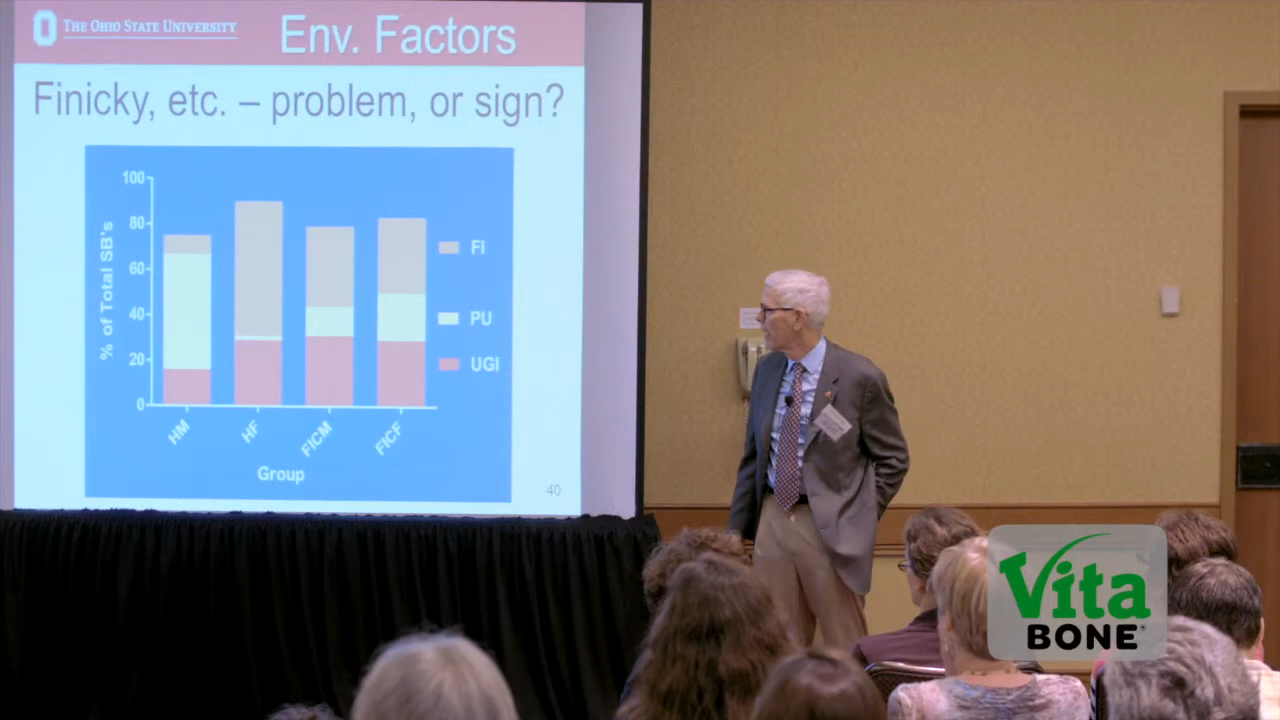 THE OHIO STATE UNIVERSITY
Env. Factors
Finicky, etc. – problem, or sign?
100
80
60
40
20
0
% of Total SB's
FI
PU
UGI
HM
HF
FICM
FICF
Group
40
Vita
BONE